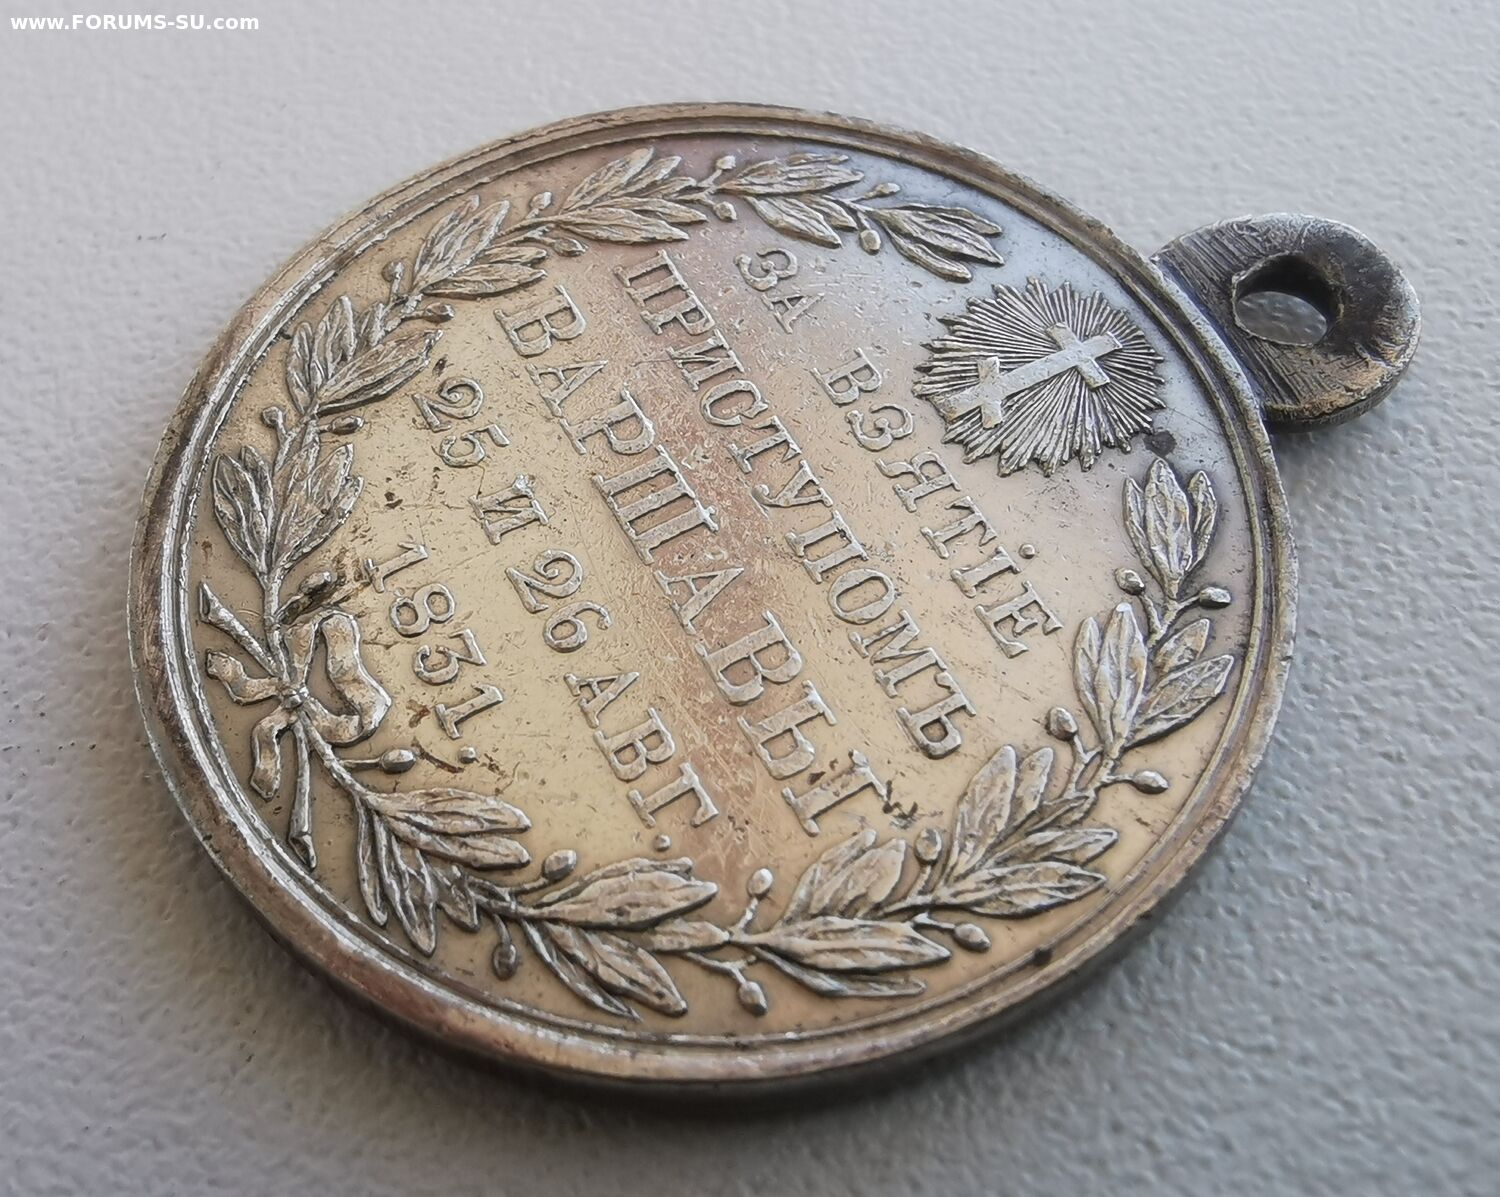 www.FORUMS-SU.com
ЗА ВЗЯТІЕ
ПРИСТУПОМЪ
ВАРШАВЫ
25 И 26 АВГ.
1831.